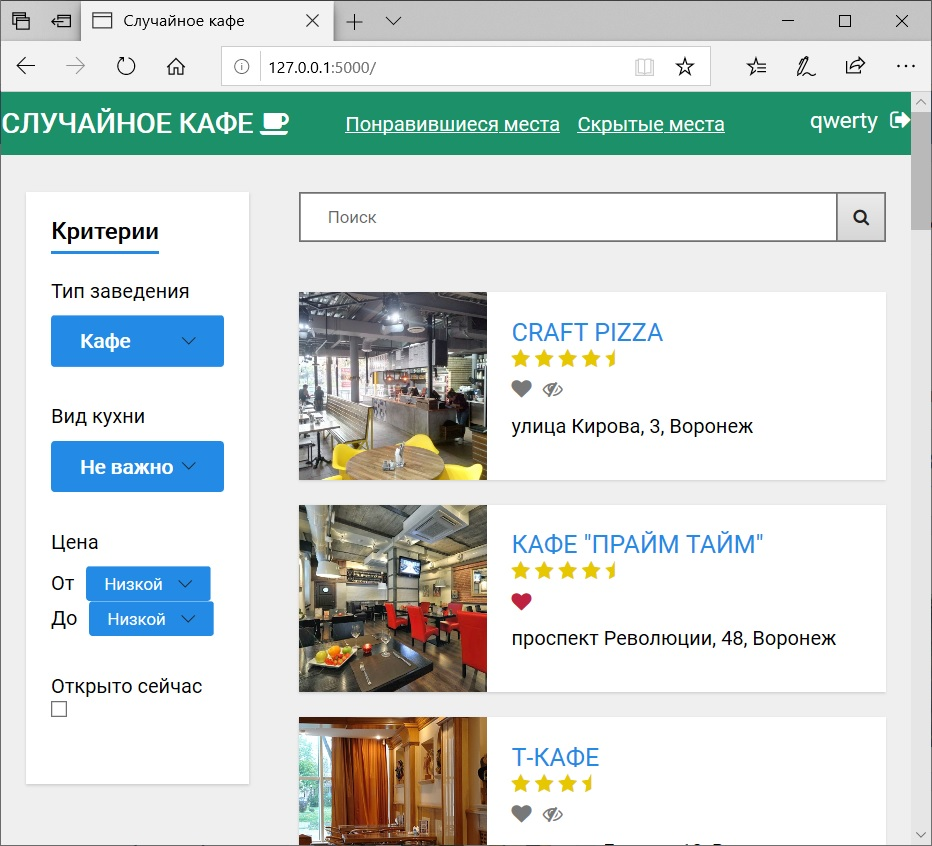 Случайное кафе
127.0.0.1:5000/
СЛУЧАЙНОЕ КАФЕ
Понравившиеся места
Скрытые места
qwerty
Критерии
Тип заведения
Кафе
Вид кухни
Не важно
Цена
От Низкой
До Низкой
Открыто сейчас
Поиск
CRAFT PIZZA
улица Кирова, 3, Воронеж
КАФЕ "ПРАЙМ ТАЙМ"
проспект Революции, 48, Воронеж
Т-КАФЕ